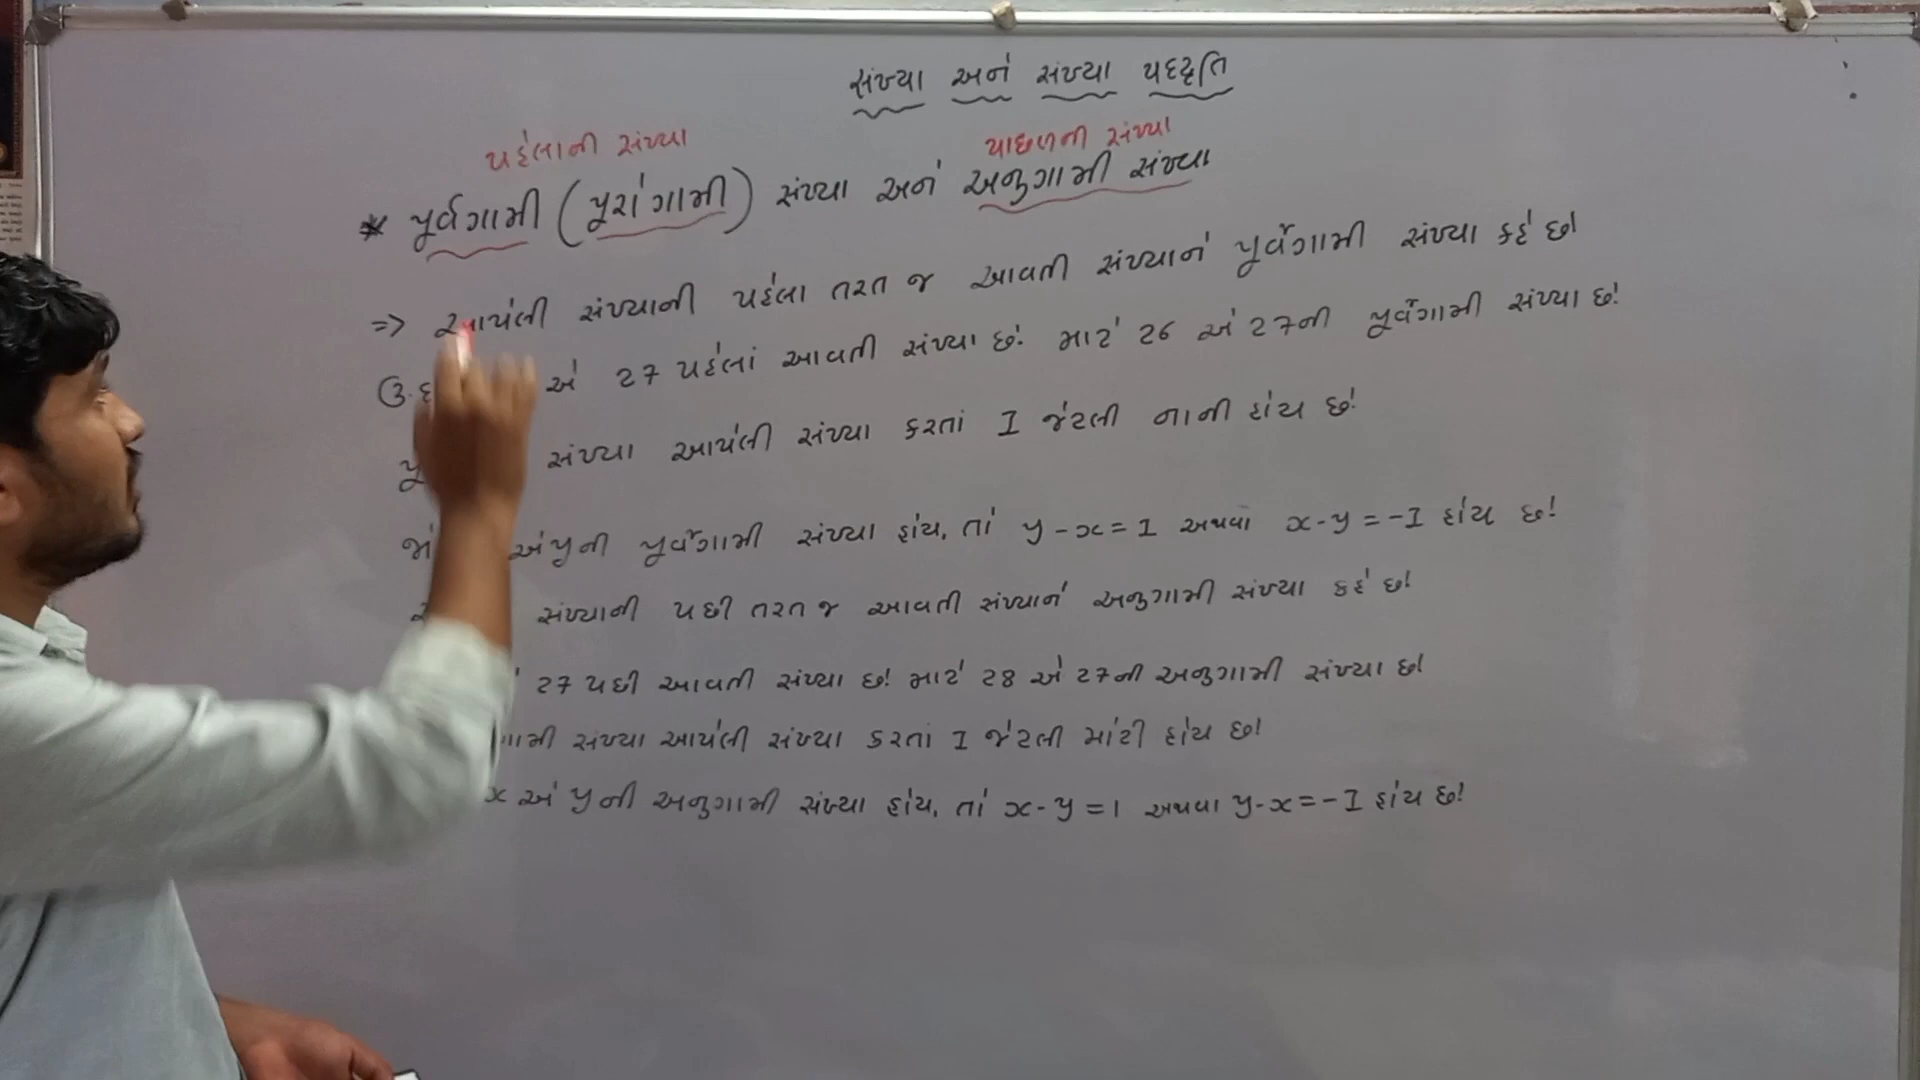 સંખ્યા અને સંખ્યા પદ્ધતિ
પહેલાની સંખ્યા પાછળની સંખ્યા
* પૂર્વગામી (પૂરોગામી) સંખ્યા અને અનુગામી સંખ્યા
=> આપેલી સંખ્યાની પહેલા તરત જ આવતી સંખ્યાને પૂર્વગામી સંખ્યા કહે છે
ઉ.દ એ 27 પહેલાં આવતી સંખ્યા છે. માટે 26 એ 27ની પૂર્વગામી સંખ્યા છે.
સંખ્યા આપેલી સંખ્યા કરતાં 1 જેટલી નાની હોય છે.
જો એ yની પૂર્વગામી સંખ્યા હોય, તો y - x = 1 અથવા x - y = -1 હોય છે.
સંખ્યાની પછી તરત જ આવતી સંખ્યાને અનુગામી સંખ્યા કહે છે.
27 પછી આવતી સંખ્યા છે. માટે 28 એ 27ની અનુગામી સંખ્યા છે
ગામી સંખ્યા આપેલી સંખ્યા કરતાં 1 જેટલી મોટી હોય છે.
x એ yની અનુગામી સંખ્યા હોય, તો x - y = 1 અથવા y - x = -1 હોય છે.